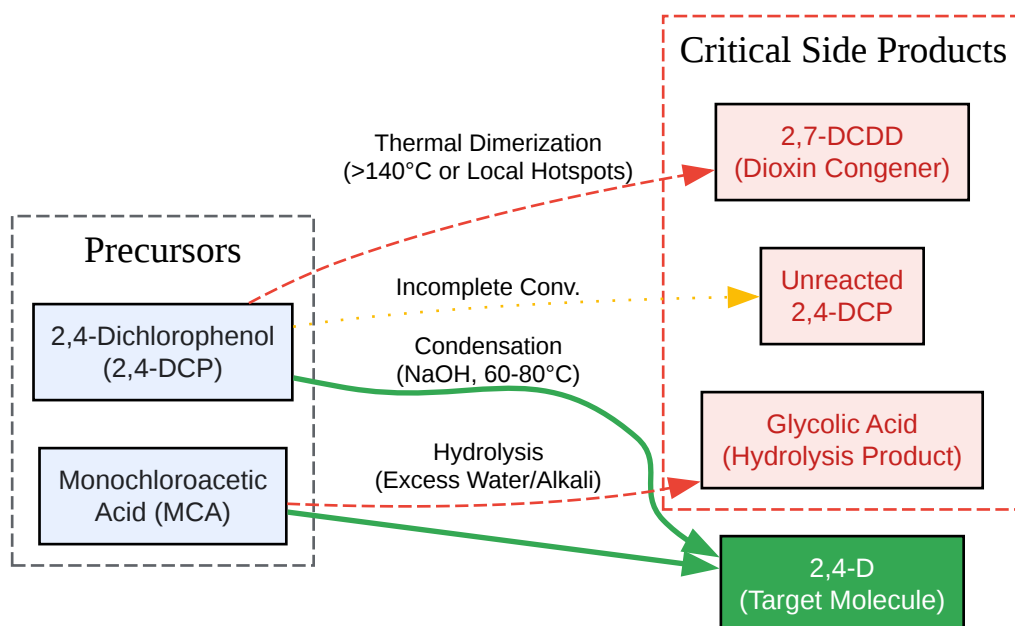 Critical Side Products
Thermal Dimerization
(>140°C or Local Hotspots)
2,7-DCDD
(Dioxin Congener)
Precursors
Incomplete Conv.
Unreacted
2,4-DCP
2,4-Dichlorophenol
(2,4-DCP)
Condensation
(NaOH, 60-80°C)
Glycolic Acid
(Hydrolysis Product)
Monochloroacetic
Acid (MCA)
Hydrolysis
(Excess Water/Alkali)
2,4-D
(Target Molecule)